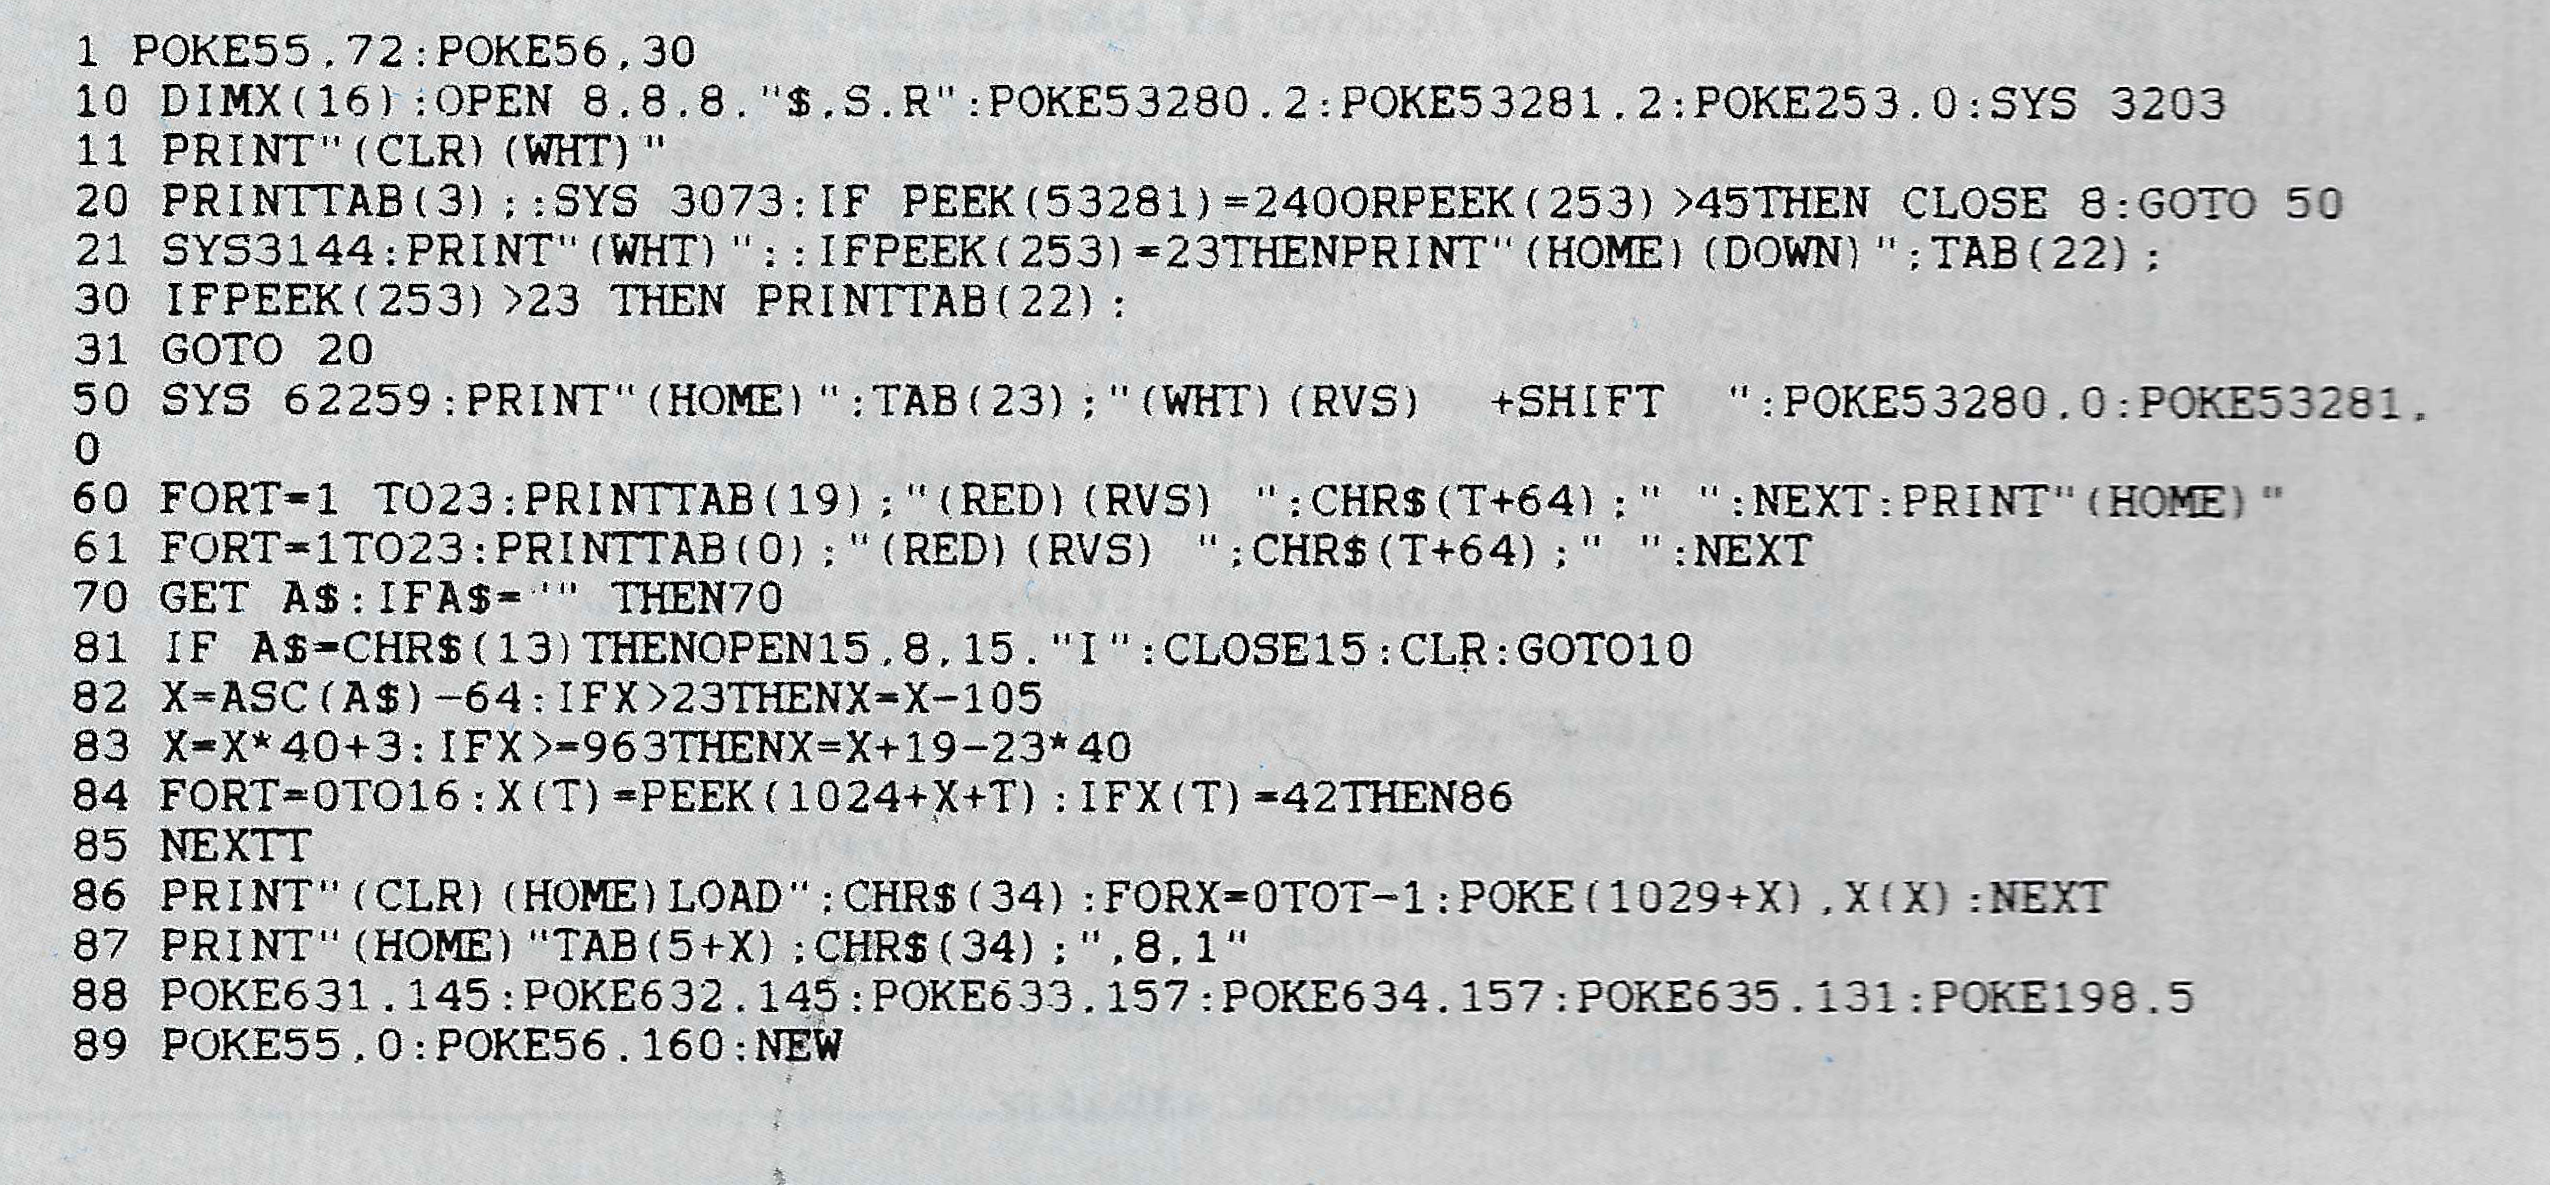 1 POKE55,72:POKE56,30
10 DIMX(16):OPEN 8,8,8,"$,S,R":POKE53280,2:POKE53281,2:POKE253,0:SYS 3203
11 PRINT"(CLR)(WHT)"
20 PRINTTAB(3);:SYS 3073:IF PEEK(53281)=240ORPEEK(253)>45THEN CLOSE 8:GOTO 50
21 SYS3144:PRINT"(WHT)";:IFPEEK(253)=23THENPRINT"(HOME)(DOWN)";TAB(22);
30 IFPEEK(253)>23 THEN PRINTTAB(22);
31 GOTO 20
50 SYS 62259:PRINT"(HOME)";TAB(23);"(WHT)(RVS)  +SHIFT  ":POKE53280,0:POKE53281,
0
60 FORT=1 TO23:PRINTTAB(19);"(RED)(RVS) ";CHR$(T+64);" ":NEXT:PRINT"(HOME)"
61 FORT=1TO23:PRINTTAB(0);"(RED)(RVS) ";CHR$(T+64);" ":NEXT
70 GET A$:IFA$="" THEN70
81 IF A$=CHR$(13)THENOPEN15,8,15,"I":CLOSE15:CLR:GOTO10
82 X=ASC(A$)-64:IFX>23THENX=X-105
83 X=X*40+3:IFX>=963THENX=X+19-23*40
84 FORT=0TO16:X(T)=PEEK(1024+X+T):IFX(T)=42THEN86
85 NEXTT
86 PRINT"(CLR)(HOME)LOAD";CHR$(34):FORX=0TOT-1:POKE(1029+X),X(X):NEXT
87 PRINT"(HOME)"TAB(5+X);CHR$(34);",8,1"
88 POKE631,145:POKE632,145:POKE633,157:POKE634,157:POKE635,131:POKE198,5
89 POKE55,0:POKE56,160:NEW